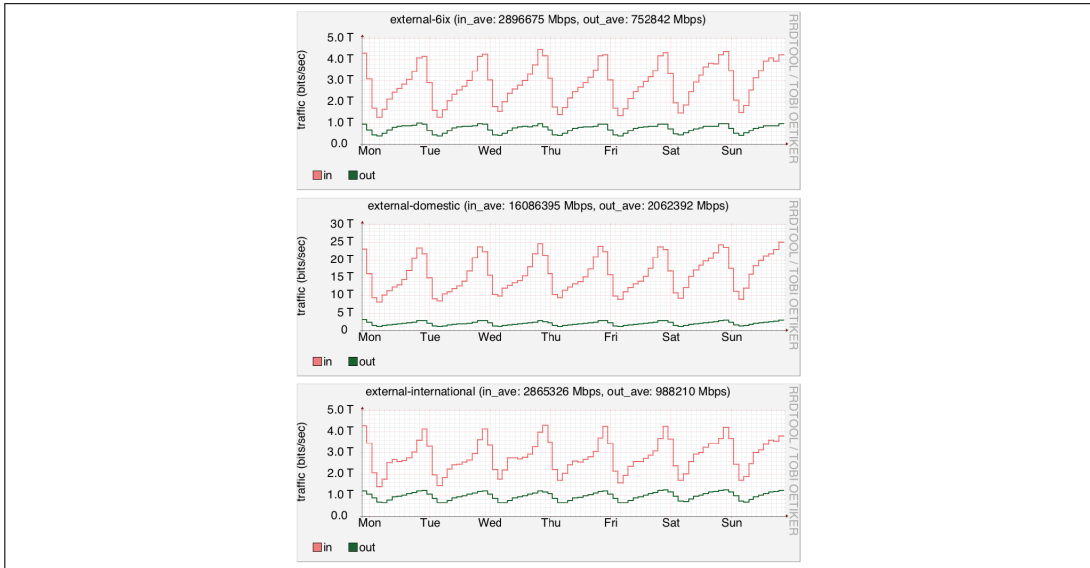 external-6ix (in_ave: 2896675 Mbps, out_ave: 752842 Mbps)
RRDTOOL / TOBI OETIKER
traffic (bits/sec)
5.0 T
4.0 T
3.0 T
2.0 T
1.0 T
0.0
Mon Tue Wed Thu Fri Sat Sun
in out
external-domestic (in_ave: 16086395 Mbps, out_ave: 2062392 Mbps)
RRDTOOL / TOBI OETIKER
traffic (bits/sec)
30 T
25 T
20 T
15 T
10 T
5 T
0
Mon Tue Wed Thu Fri Sat Sun
in out
external-international (in_ave: 2865326 Mbps, out_ave: 988210 Mbps)
RRDTOOL / TOBI OETIKER
traffic (bits/sec)
5.0 T
4.0 T
3.0 T
2.0 T
1.0 T
0.0
Mon Tue Wed Thu Fri Sat Sun
in out